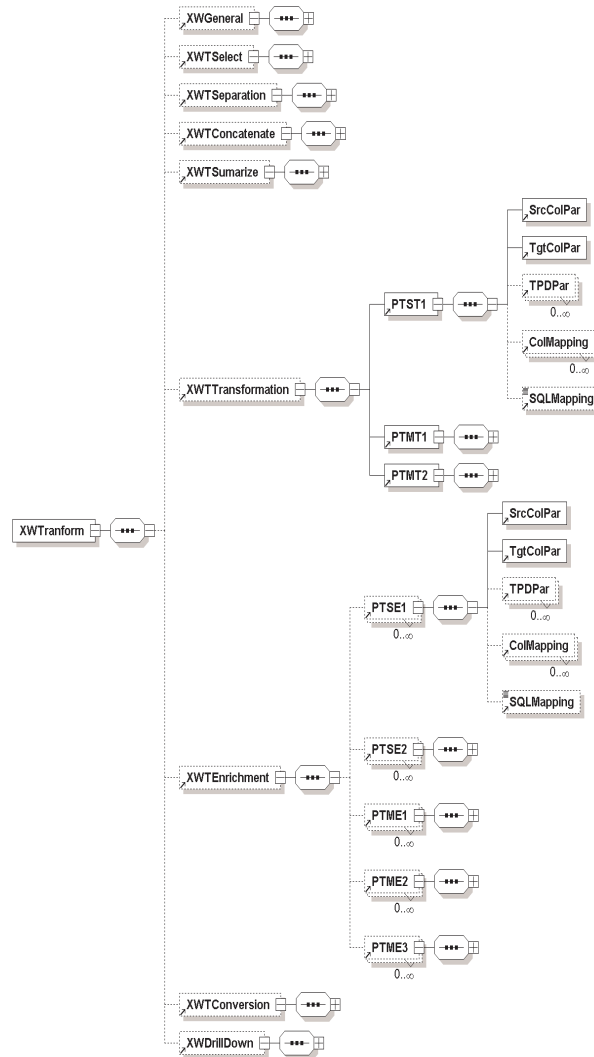 XWGeneral
XWTSelect
XWTSeparation
XWTConcatenate
XWTSumarize
SrcColPar
TgtColPar
PTST1
TPDPar
0..∞
ColMapping
0..∞
XWTTransformation
SQLMapping
PTMT1
PTMT2
XWTranform
SrcColPar
TgtColPar
TPDPar
0..∞
PTSE1
0..∞
ColMapping
0..∞
SQLMapping
PTSE2
0..∞
XWTEnrichment
PTME1
0..∞
PTME2
0..∞
PTME3
0..∞
XWTConversion
XWDrillDown